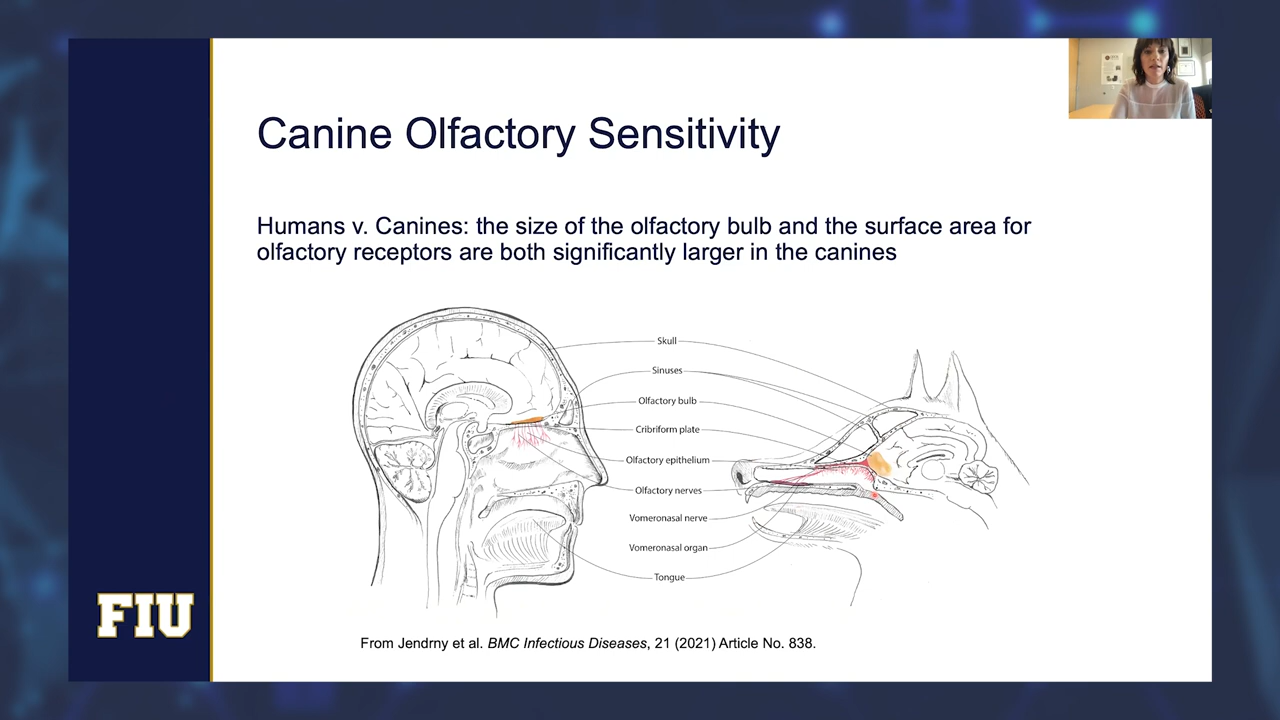 Canine Olfactory Sensitivity
Humans v. Canines: the size of the olfactory bulb and the surface area for
olfactory receptors are both significantly larger in the canines
Skull
Sinuses
Olfactory bulb
Cribriform plate
Olfactory epithelium
Olfactory nerves
Vomeronasal nerve
Vomeronasal organ
Tongue
FIU
From Jendrny et al. BMC Infectious Diseases, 21 (2021) Article No. 838.